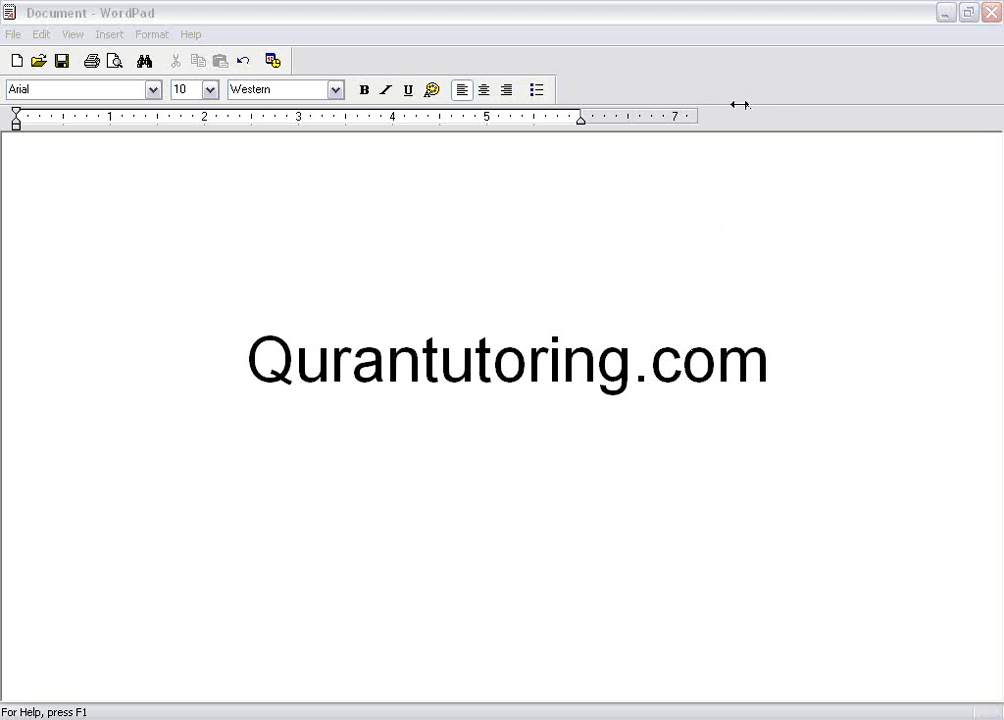 Document - WordPad
File Edit View Insert Format Help
Arial 10 Western B I U
1 2 3 4 5 7
Qurantutoring.com
For Help, press F1